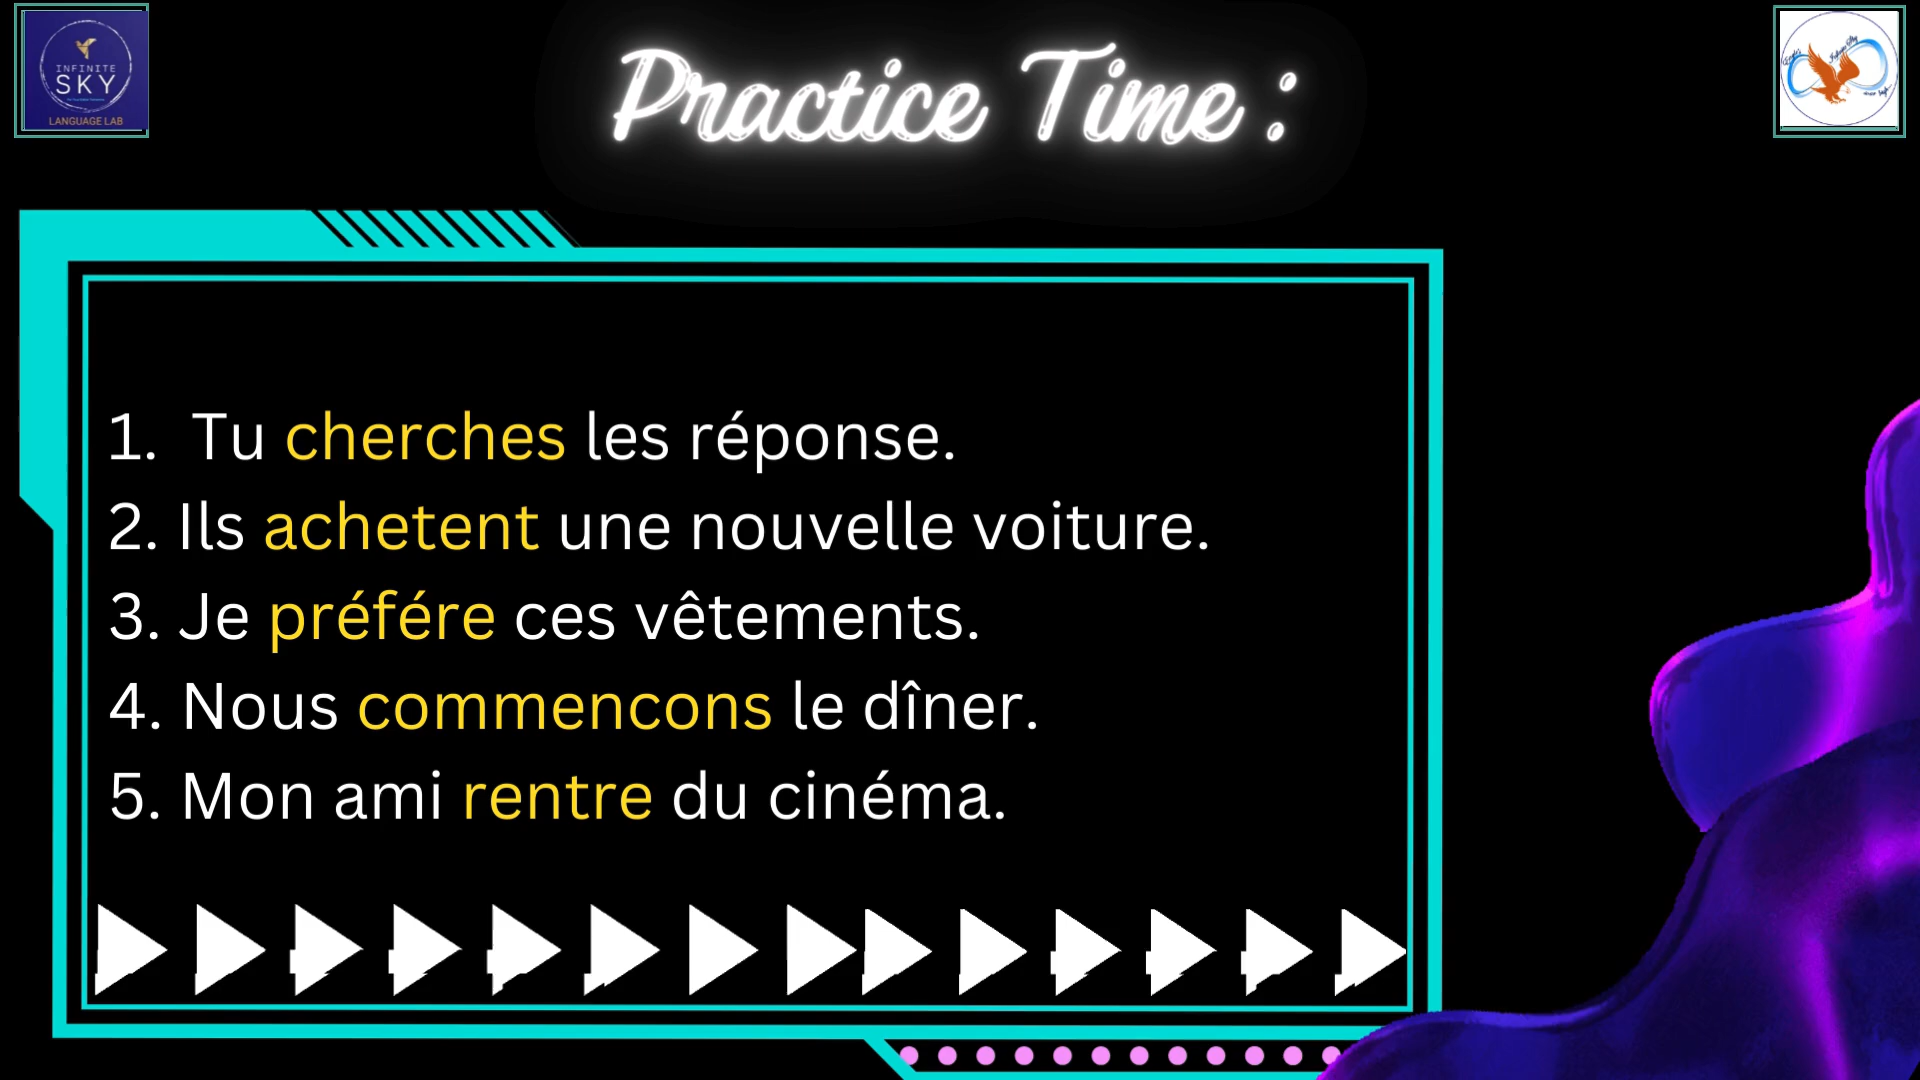 INFINITE
SKY
LANGUAGE LAB
Practice Time :
1. Tu cherches les réponse.
2. Ils achetent une nouvelle voiture.
3. Je préfére ces vêtements.
4. Nous commencons le dîner.
5. Mon ami rentre du cinéma.